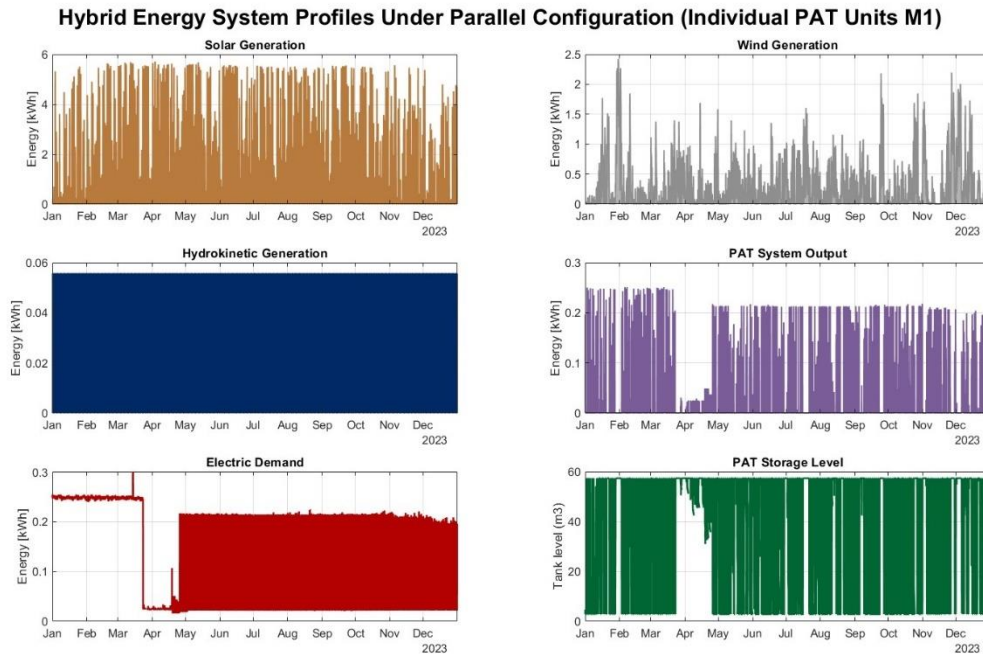 Hybrid Energy System Profiles Under Parallel Configuration (Individual PAT Units M1)
Solar Generation
Energy [kWh]
6
4
2
0
Jan Feb Mar Apr May Jun Jul Aug Sep Oct Nov Dec
2023
Wind Generation
Energy [kWh]
2.5
2
1.5
1
0.5
0
Jan Feb Mar Apr May Jun Jul Aug Sep Oct Nov Dec
2023
Hydrokinetic Generation
Energy [kWh]
0.06
0.04
0.02
0
Jan Feb Mar Apr May Jun Jul Aug Sep Oct Nov Dec
2023
PAT System Output
Energy [kWh]
0.3
0.2
0.1
0
Jan Feb Mar Apr May Jun Jul Aug Sep Oct Nov Dec
2023
Electric Demand
Energy [kWh]
0.3
0.2
0.1
0
Jan Feb Mar Apr May Jun Jul Aug Sep Oct Nov Dec
2023
PAT Storage Level
Tank level (m3)
60
40
20
0
Jan Feb Mar Apr May Jun Jul Aug Sep Oct Nov Dec
2023